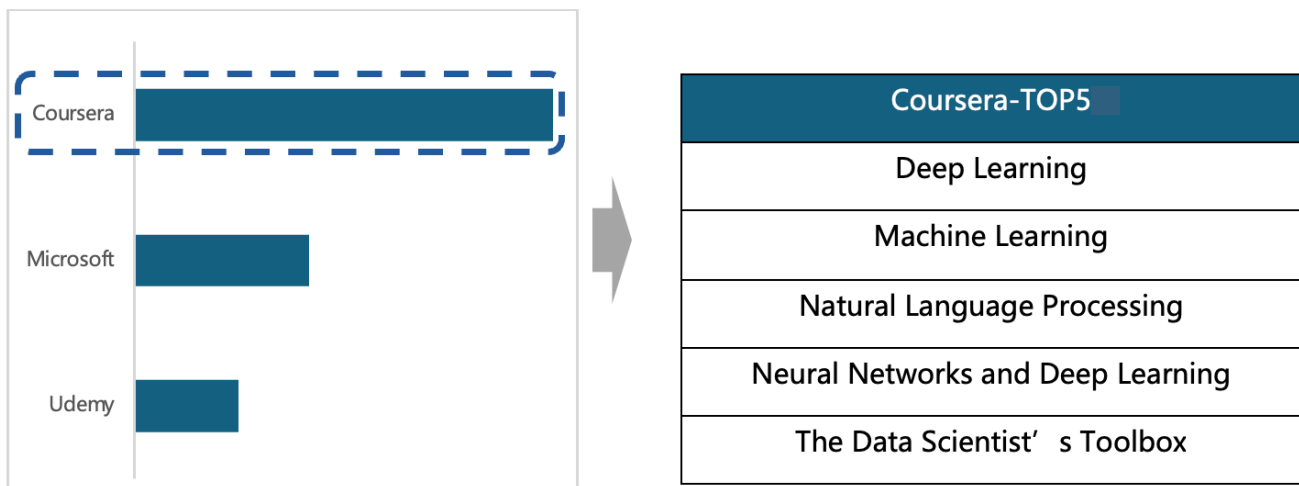 Coursera
Microsoft
Udemy
Coursera-TOP5
Deep Learning
Machine Learning
Natural Language Processing
Neural Networks and Deep Learning
The Data Scientist’s Toolbox